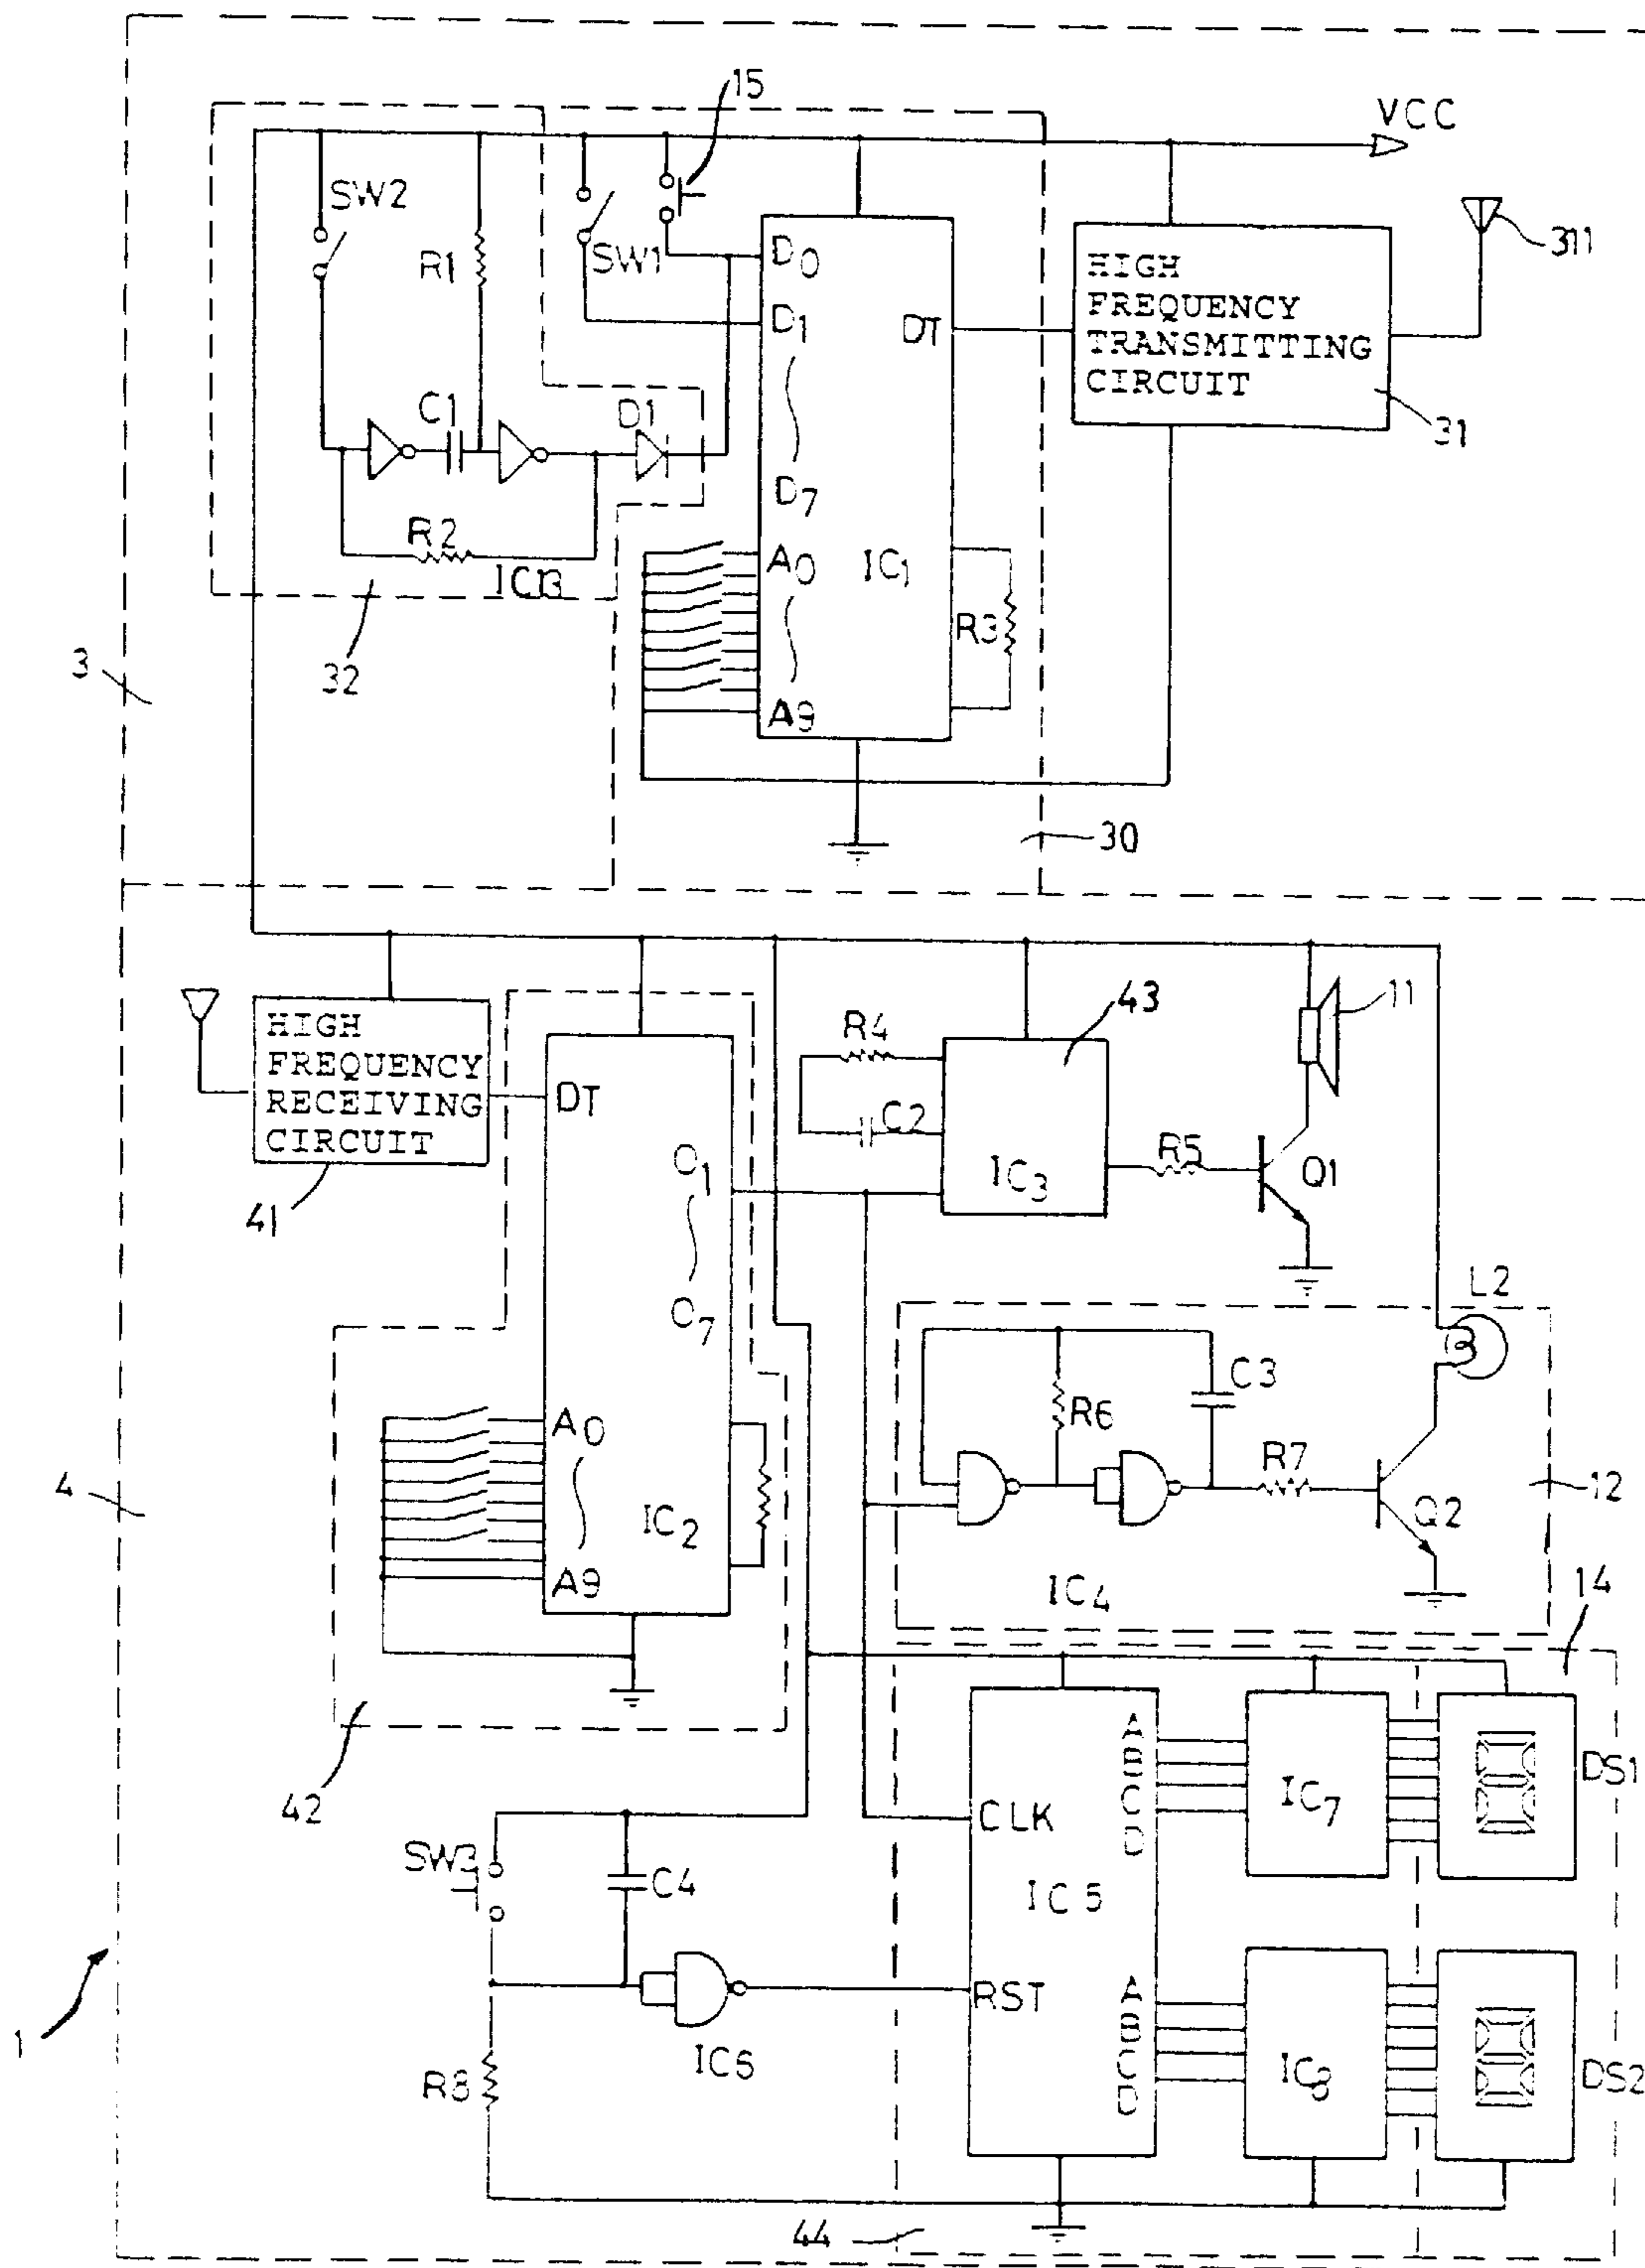 15
VCC
SW2
R1
SW1
D0
D1
DT
HIGH
FREQUENCY
TRANSMITTING
CIRCUIT
311
31
C1
D1
D7
R2
A0
IC1
R3
32
3
A9
30
HIGH
FREQUENCY
RECEIVING
CIRCUIT
41
DT
O1
O7
R4
C2
43
IC3
R5
Q1
11
L2
A0
IC2
A9
42
4
R6
C3
R7
Q2
12
IC4
14
CLK
IC5
RST
A
B
C
D
IC7
DS1
SW3
C4
IC6
R8
A
B
C
D
IC8
DS2
1
44